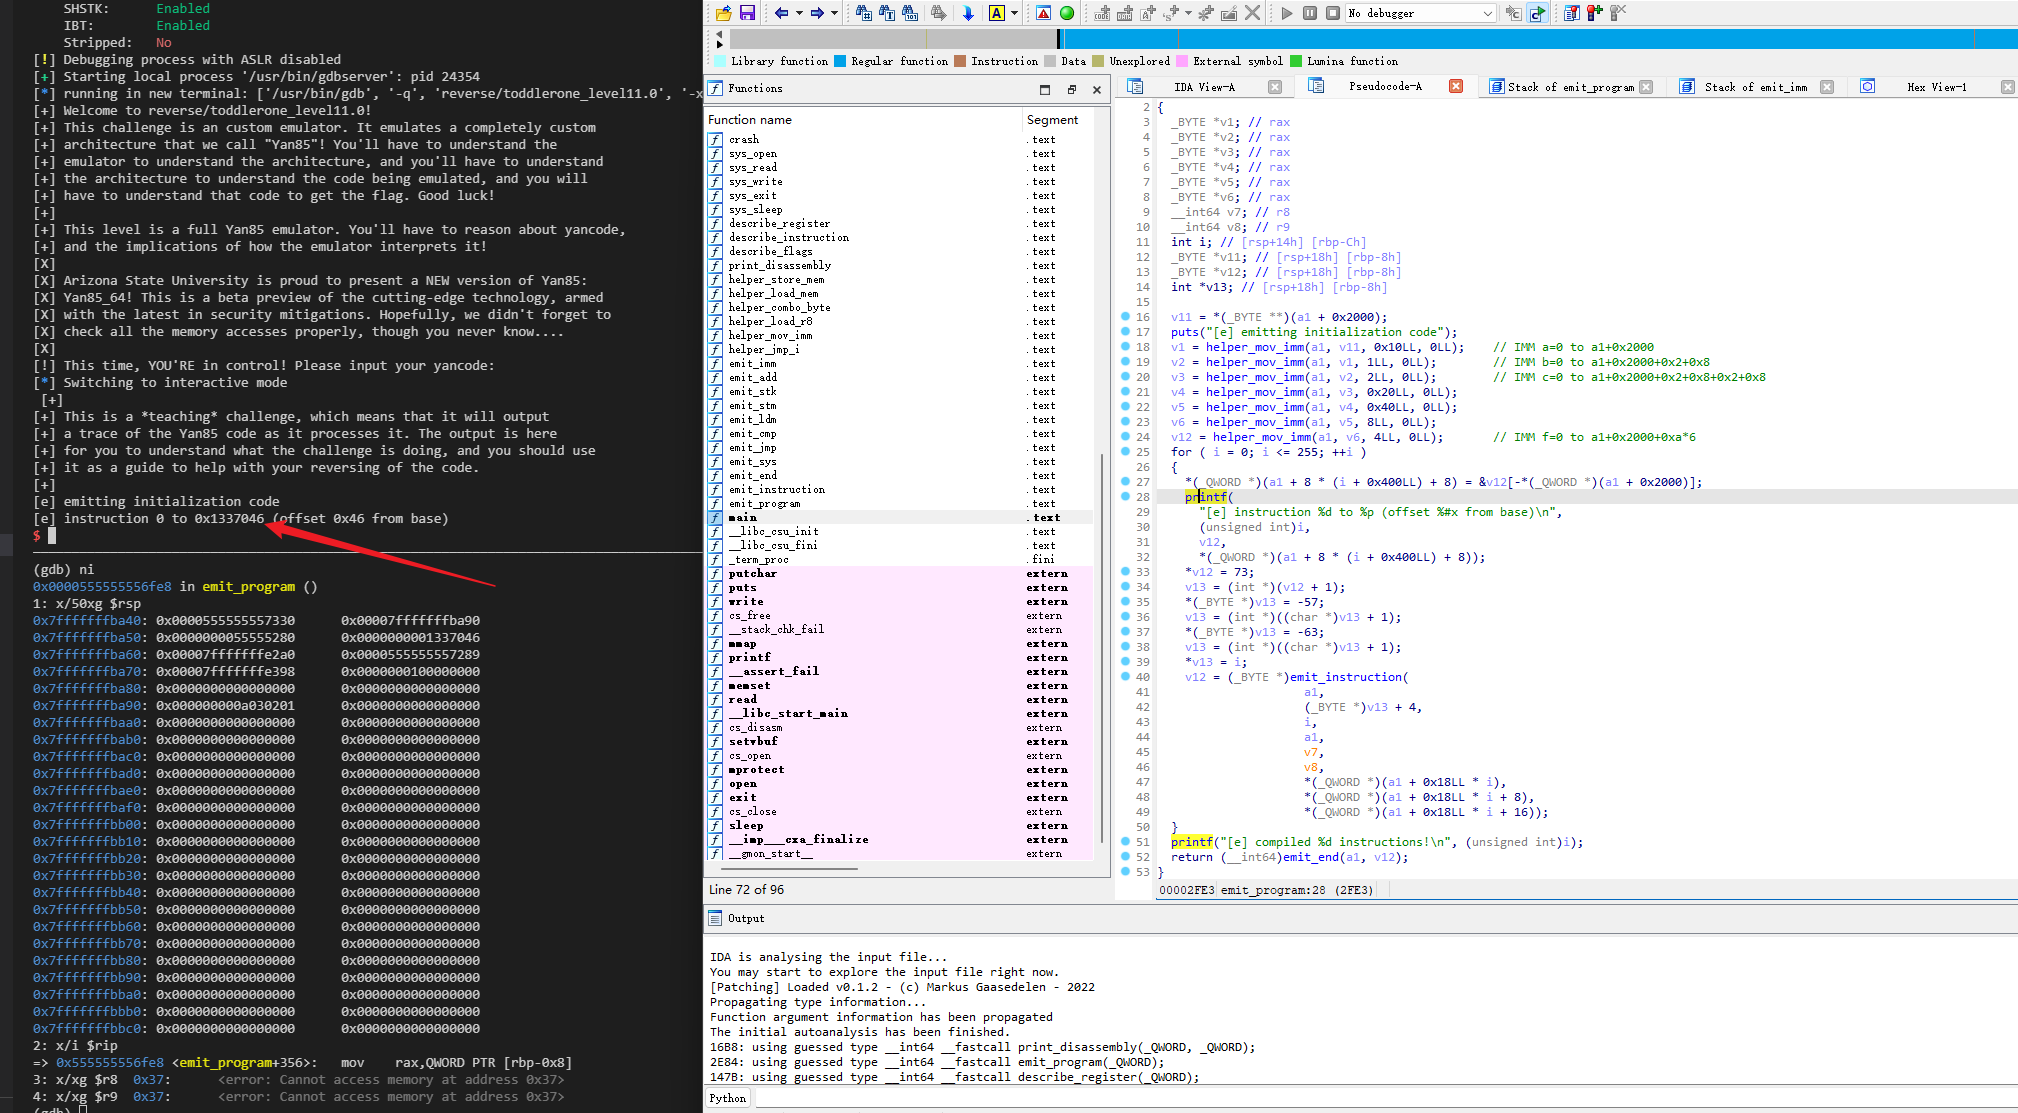 SHSTK:      Enabled
IBT:        Enabled
Stripped:   No
[!] Debugging process with ASLR disabled
[+] Starting local process '/usr/bin/gdbserver': pid 24354
[*] running in new terminal: ['/usr/bin/gdb', '-q', 'reverse/toddlerone_level11.0', '-x
[+] Welcome to reverse/toddlerone_level11.0!
[+] This challenge is an custom emulator. It emulates a completely custom
[+] architecture that we call "Yan85"! You'll have to understand the
[+] emulator to understand the architecture, and you'll have to understand
[+] the architecture to understand the code being emulated, and you will
[+] have to understand that code to get the flag. Good luck!
[+]
[+] This level is a full Yan85 emulator. You'll have to reason about yancode,
[+] and the implications of how the emulator interprets it!
[X]
[X] Arizona State University is proud to present a NEW version of Yan85:
[X] Yan85_64! This is a beta preview of the cutting-edge technology, armed
[X] with the latest in security mitigations. Hopefully, we didn't forget to
[X] check all the memory accesses properly, though you never know....
[X]
[!] This time, YOU'RE in control! Please input your yancode:
[*] Switching to interactive mode
[+]
[+] This is a *teaching* challenge, which means that it will output
[+] a trace of the Yan85 code as it processes it. The output is here
[+] for you to understand what the challenge is doing, and you should use
[+] it as a guide to help with your reversing of the code.
[+]
[e] emitting initialization code
[e] instruction 0 to 0x1337046 (offset 0x46 from base)
$
(gdb) ni
0x0000555555556fe8 in emit_program ()
1: x/50xg $rsp
0x7fffffffba40: 0x0000555555557330 0x00007fffffffba90
0x7fffffffba50: 0x0000000055555280 0x0000000001337046
0x7fffffffba60: 0x00007fffffffe2a0 0x0000555555557289
0x7fffffffba70: 0x00007fffffffe398 0x0000000100000000
0x7fffffffba80: 0x0000000000000000 0x0000000000000000
0x7fffffffba90: 0x000000000a030201 0x0000000000000000
0x7fffffffbaa0: 0x0000000000000000 0x0000000000000000
0x7fffffffbab0: 0x0000000000000000 0x0000000000000000
0x7fffffffbac0: 0x0000000000000000 0x0000000000000000
0x7fffffffbad0: 0x0000000000000000 0x0000000000000000
0x7fffffffbae0: 0x0000000000000000 0x0000000000000000
0x7fffffffbaf0: 0x0000000000000000 0x0000000000000000
0x7fffffffbb00: 0x0000000000000000 0x0000000000000000
0x7fffffffbb10: 0x0000000000000000 0x0000000000000000
0x7fffffffbb20: 0x0000000000000000 0x0000000000000000
0x7fffffffbb30: 0x0000000000000000 0x0000000000000000
0x7fffffffbb40: 0x0000000000000000 0x0000000000000000
0x7fffffffbb50: 0x0000000000000000 0x0000000000000000
0x7fffffffbb60: 0x0000000000000000 0x0000000000000000
0x7fffffffbb70: 0x0000000000000000 0x0000000000000000
0x7fffffffbb80: 0x0000000000000000 0x0000000000000000
0x7fffffffbb90: 0x0000000000000000 0x0000000000000000
0x7fffffffbba0: 0x0000000000000000 0x0000000000000000
0x7fffffffbbb0: 0x0000000000000000 0x0000000000000000
0x7fffffffbbc0: 0x0000000000000000 0x0000000000000000
2: x/i $rip
=> 0x555555556fe8 <emit_program+356>: mov rax,QWORD PTR [rbp-0x8]
3: x/xg $r8 0x37: <error: Cannot access memory at address 0x37>
4: x/xg $r9 0x37: <error: Cannot access memory at address 0x37>
(gdb)
No debugger
Library function Regular function Instruction Data Unexplored External symbol Lumina function
Functions
Function name Segment
crash .text
sys_open .text
sys_read .text
sys_write .text
sys_exit .text
sys_sleep .text
describe_register .text
describe_instruction .text
describe_flags .text
print_disassembly .text
helper_store_mem .text
helper_load_mem .text
helper_combo_byte .text
helper_load_r8 .text
helper_mov_imm .text
helper_jmp_i .text
emit_imm .text
emit_add .text
emit_stk .text
emit_stm .text
emit_ldm .text
emit_cmp .text
emit_jmp .text
emit_sys .text
emit_end .text
emit_instruction .text
emit_program .text
main .text
__libc_csu_init .text
__libc_csu_fini .text
_term_proc .fini
putchar extern
puts extern
write extern
cs_free extern
__stack_chk_fail extern
mmap extern
printf extern
__assert_fail extern
memset extern
read extern
__libc_start_main extern
cs_disasm extern
setvbuf extern
cs_open extern
mprotect extern
open extern
exit extern
cs_close extern
sleep extern
__imp___cxa_finalize extern
__gmon_start__ extern
Line 72 of 96
IDA View-A Pseudocode-A Stack of emit_program Stack of emit_imm Hex View-1
2 {
3 _BYTE *v1; // rax
4 _BYTE *v2; // rax
5 _BYTE *v3; // rax
6 _BYTE *v4; // rax
7 _BYTE *v5; // rax
8 _BYTE *v6; // rax
9 __int64 v7; // r8
10 __int64 v8; // r9
11 int i; // [rsp+14h] [rbp-Ch]
12 _BYTE *v11; // [rsp+18h] [rbp-8h]
13 _BYTE *v12; // [rsp+18h] [rbp-8h]
14 int *v13; // [rsp+18h] [rbp-8h]
15
16 v11 = *(_BYTE **)(a1 + 0x2000);
17 puts("[e] emitting initialization code");
18 v1 = helper_mov_imm(a1, v11, 0x10LL, 0LL); // IMM a=0 to a1+0x2000
19 v2 = helper_mov_imm(a1, v1, 1LL, 0LL); // IMM b=0 to a1+0x2000+0x2+0x8
20 v3 = helper_mov_imm(a1, v2, 2LL, 0LL); // IMM c=0 to a1+0x2000+0x2+0x8+0x2+0x8
21 v4 = helper_mov_imm(a1, v3, 0x20LL, 0LL);
22 v5 = helper_mov_imm(a1, v4, 0x40LL, 0LL);
23 v6 = helper_mov_imm(a1, v5, 8LL, 0LL);
24 v12 = helper_mov_imm(a1, v6, 4LL, 0LL); // IMM f=0 to a1+0x2000+0xa*6
25 for ( i = 0; i <= 255; ++i )
26 {
27 *(_QWORD *)(a1 + 8 * (i + 0x400LL) + 8) = &v12[-*(_QWORD *)(a1 + 0x2000)];
28 printf(
29 "[e] instruction %d to %p (offset %#x from base)\n",
30 (unsigned int)i,
31 v12,
32 *(_QWORD *)(a1 + 8 * (i + 0x400LL) + 8));
33 *v12 = 73;
34 v13 = (int *)(v12 + 1);
35 *(_BYTE *)v13 = -57;
36 v13 = (int *)((char *)v13 + 1);
37 *(_BYTE *)v13 = -63;
38 v13 = (int *)((char *)v13 + 1);
39 *v13 = i;
40 v12 = (_BYTE *)emit_instruction(
41 a1,
42 (_BYTE *)v13 + 4,
43 i,
44 a1,
45 v7,
46 v8,
47 *(_QWORD *)(a1 + 0x18LL * i),
48 *(_QWORD *)(a1 + 0x18LL * i + 8),
49 *(_QWORD *)(a1 + 0x18LL * i + 16));
50 }
51 printf("[e] compiled %d instructions!\n", (unsigned int)i);
52 return (__int64)emit_end(a1, v12);
53 }
00002FE3 emit_program:28 (2FE3)
Output
IDA is analysing the input file...
You may start to explore the input file right now.
[Patching] Loaded v0.1.2 - (c) Markus Gaasedelen - 2022
Propagating type information...
Function argument information has been propagated
The initial autoanalysis has been finished.
16B8: using guessed type __int64 __fastcall print_disassembly(_QWORD, _QWORD);
2E84: using guessed type __int64 __fastcall emit_program(_QWORD);
147B: using guessed type __int64 __fastcall describe_register(_QWORD);
Python